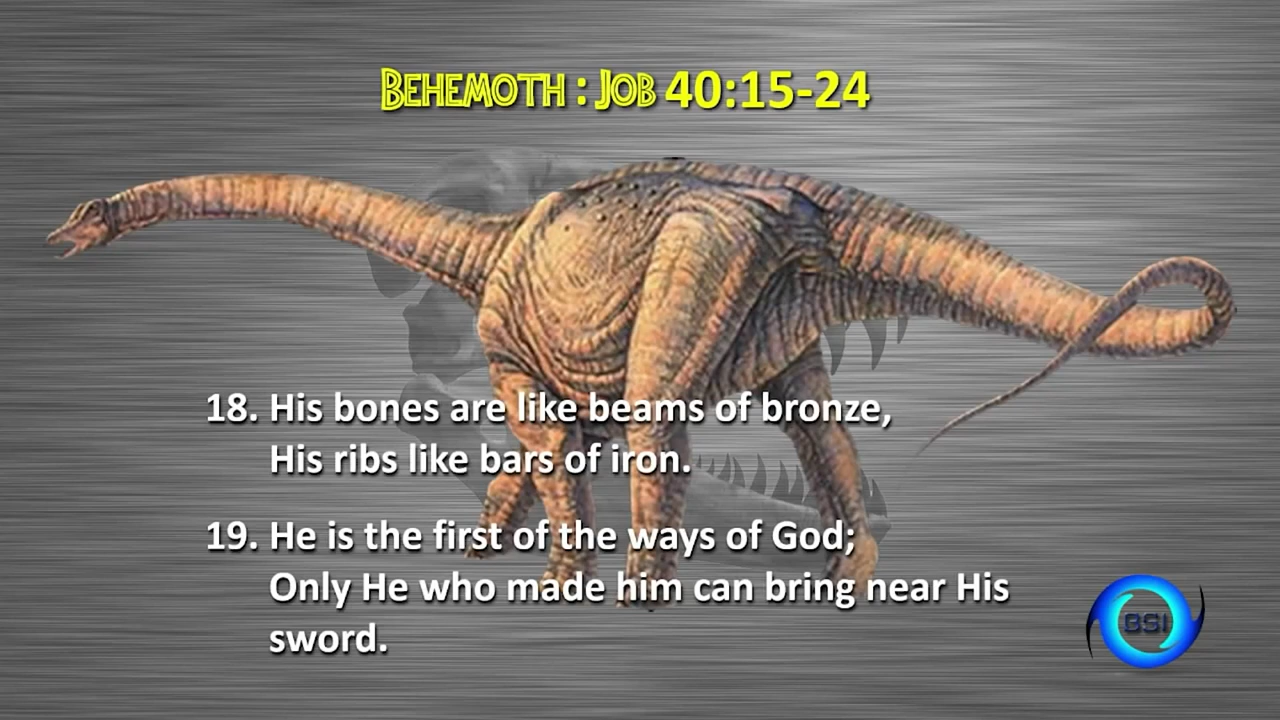 Behemoth : Job 40:15-24
18. His bones are like beams of bronze,
His ribs like bars of iron.
19. He is the first of the ways of God;
Only He who made him can bring near His
sword.
BSI